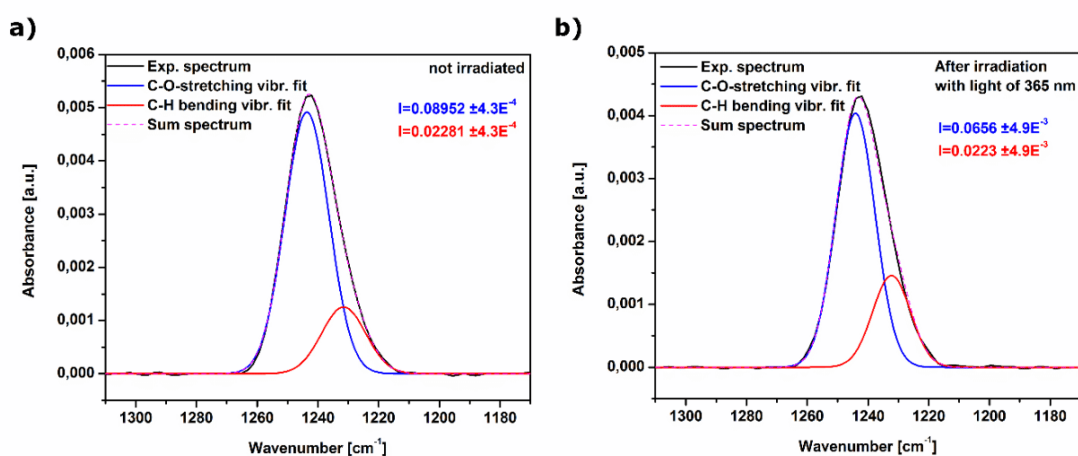 a)
0,006
0,005
0,004
0,003
0,002
0,001
0,000
Absorbance [a.u.]
Exp. spectrum
C-O-stretching vibr. fit
C-H bending vibr. fit
Sum spectrum
not irradiated
I=0.08952 ±4.3E-4
I=0.02281 ±4.3E-4
1300 1280 1260 1240 1220 1200 1180
Wavenumber [cm-1]
b)
0,005
0,004
0,003
0,002
0,001
0,000
Absorbance [a.u.]
Exp. spectrum
C-O-stretching vibr. fit
C-H bending vibr. fit
Sum spectrum
After irradiation
with light of 365 nm
I=0.0656 ±4.9E-3
I=0.0223 ±4.9E-3
1300 1280 1260 1240 1220 1200 1180
Wavenumber [cm-1]